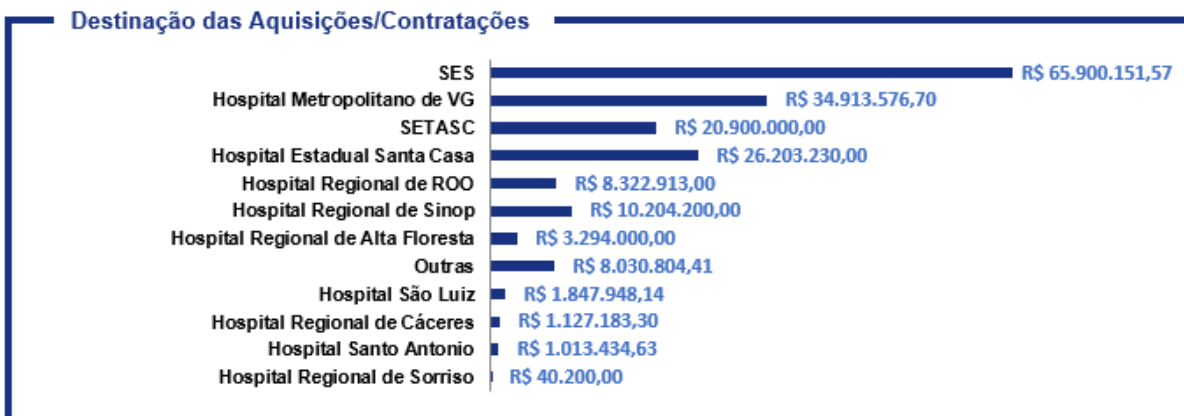 Destinação das Aquisições/Contratações
SES R$ 65.900.151,57
Hospital Metropolitano de VG R$ 34.913.576,70
SETASC R$ 20.900.000,00
Hospital Estadual Santa Casa R$ 26.203.230,00
Hospital Regional de ROO R$ 8.322.913,00
Hospital Regional de Sinop R$ 10.204.200,00
Hospital Regional de Alta Floresta R$ 3.294.000,00
Outras R$ 8.030.804,41
Hospital São Luiz R$ 1.847.948,14
Hospital Regional de Cáceres R$ 1.127.183,30
Hospital Santo Antonio R$ 1.013.434,63
Hospital Regional de Sorriso R$ 40.200,00